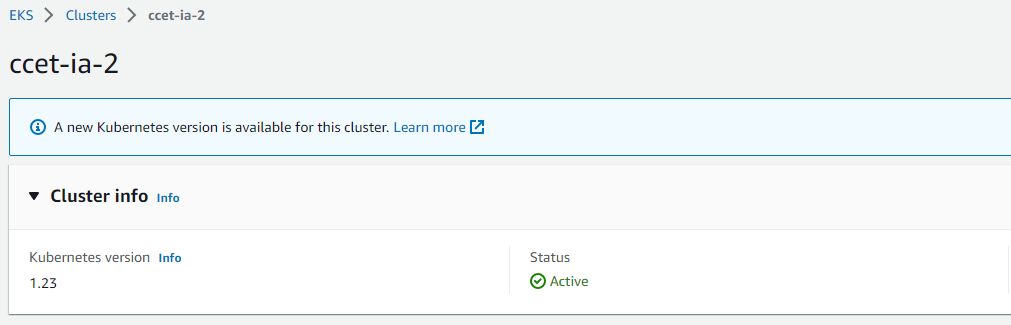 EKS Clusters ccet-ia-2
ccet-ia-2
A new Kubernetes version is available for this cluster. Learn more
Cluster info Info
Kubernetes version Info
1.23
Status
Active